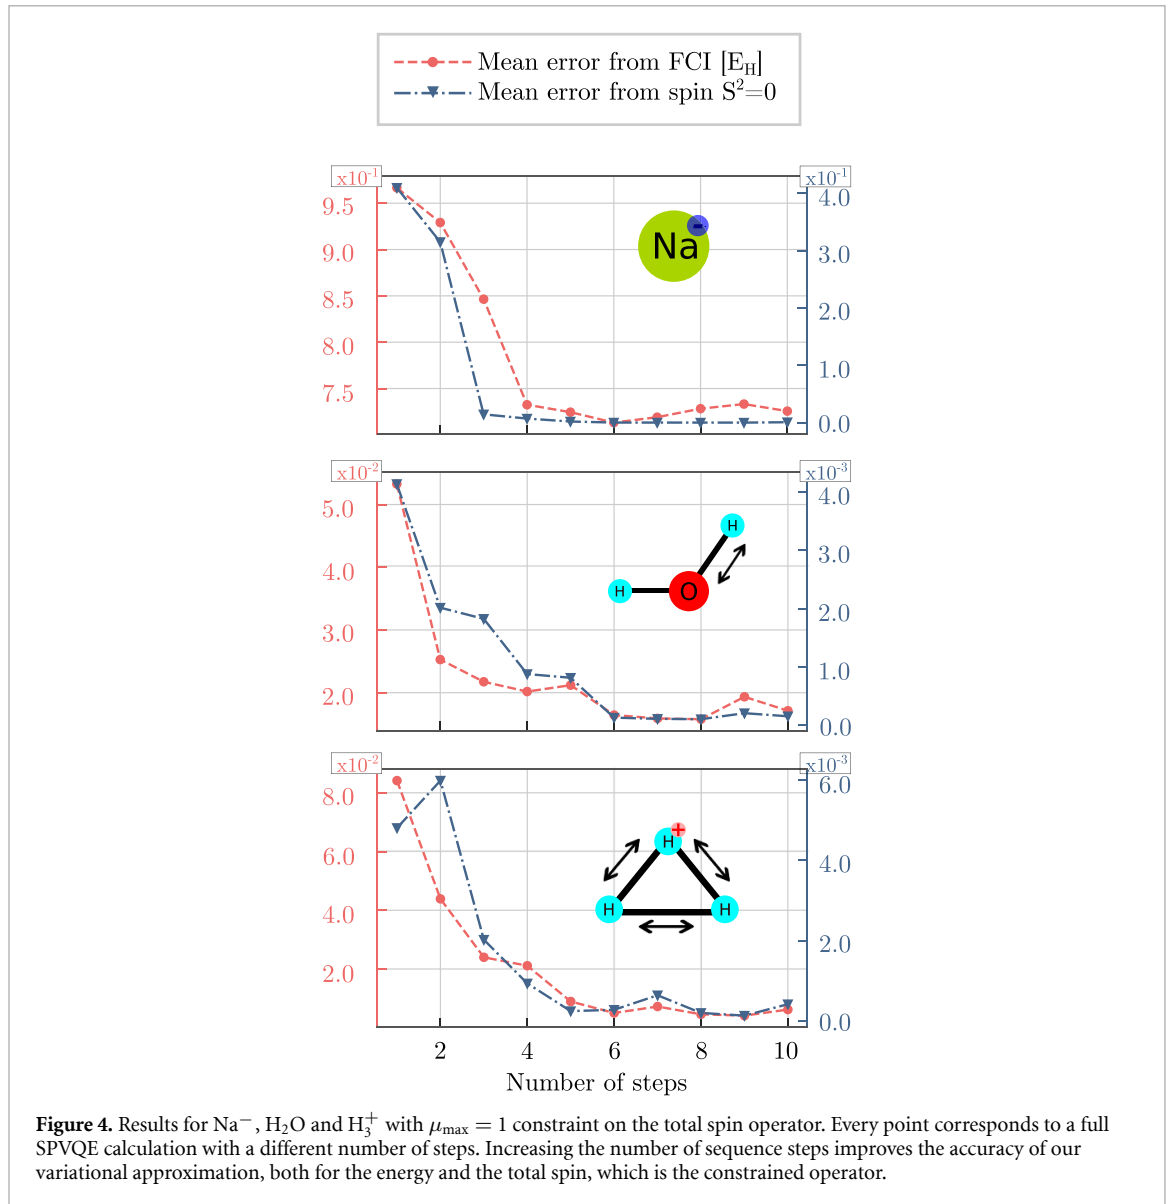 Mean error from FCI [E_H]
Mean error from spin S²=0
x10⁻¹ x10⁻¹
9.5 4.0
9.0 3.0
8.5 2.0
8.0 1.0
7.5 0.0
Na -
x10⁻² x10⁻³
5.0 4.0
4.0 3.0
3.0 2.0
2.0 1.0
0.0
H
H O
x10⁻² x10⁻³
8.0 6.0
6.0 4.0
4.0 2.0
2.0 0.0
H +
H H
2 4 6 8 10
Number of steps
Figure 4. Results for Na⁻, H₂O and H₃⁺ with μ_max = 1 constraint on the total spin operator. Every point corresponds to a full
SPVQE calculation with a different number of steps. Increasing the number of sequence steps improves the accuracy of our
variational approximation, both for the energy and the total spin, which is the constrained operator.